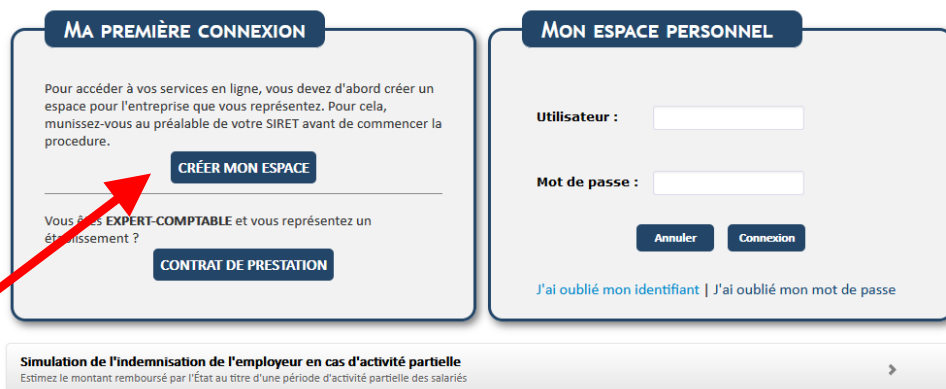 MA PREMIÈRE CONNEXION
Pour accéder à vos services en ligne, vous devez d'abord créer un
espace pour l'entreprise que vous représentez. Pour cela,
munissez-vous au préalable de votre SIRET avant de commencer la
procedure.
CRÉER MON ESPACE
Vous êtes EXPERT-COMPTABLE et vous représentez un
établissement ?
CONTRAT DE PRESTATION
MON ESPACE PERSONNEL
Utilisateur :
Mot de passe :
Annuler Connexion
J'ai oublié mon identifiant | J'ai oublié mon mot de passe
Simulation de l'indemnisation de l'employeur en cas d'activité partielle
Estimez le montant remboursé par l'État au titre d'une période d'activité partielle des salariés